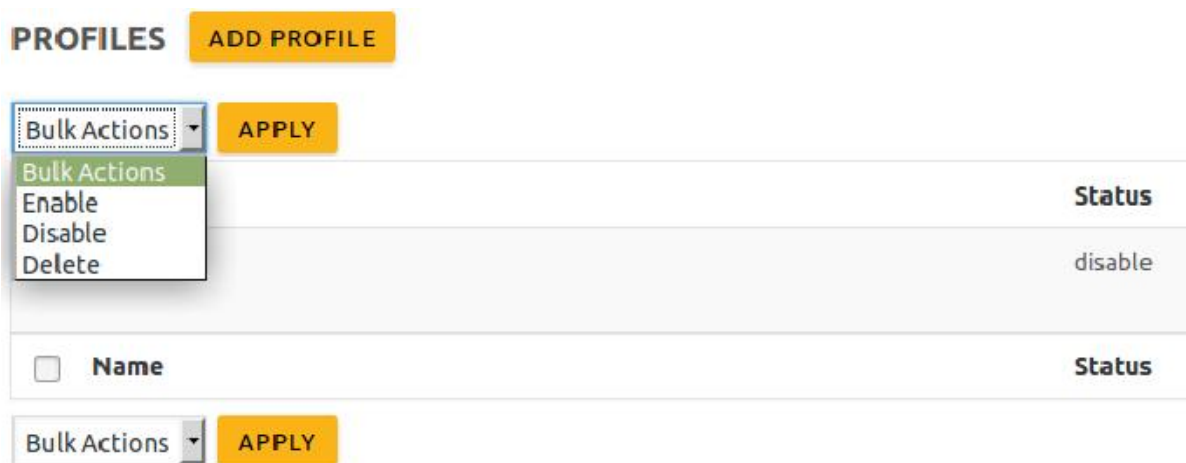 PROFILES ADD PROFILE
Bulk Actions APPLY
Bulk Actions
Enable
Disable
Delete
Status
disable
Name Status
Bulk Actions APPLY